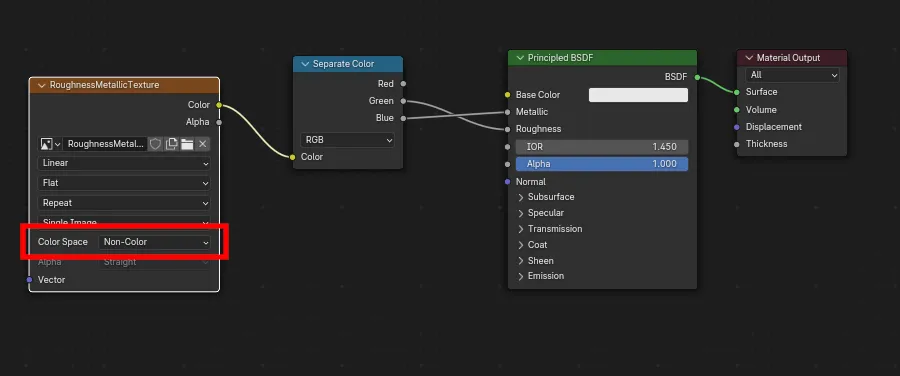 RoughnessMetallicTexture
Color
Alpha
RoughnessMetal...
Linear
Flat
Repeat
Single Image
Color Space Non-Color
Alpha Straight
Vector
Separate Color
Red
Green
Blue
RGB
Color
Principled BSDF
BSDF
Base Color
Metallic
Roughness
IOR 1.450
Alpha 1.000
Normal
Subsurface
Specular
Transmission
Coat
Sheen
Emission
Material Output
All
Surface
Volume
Displacement
Thickness